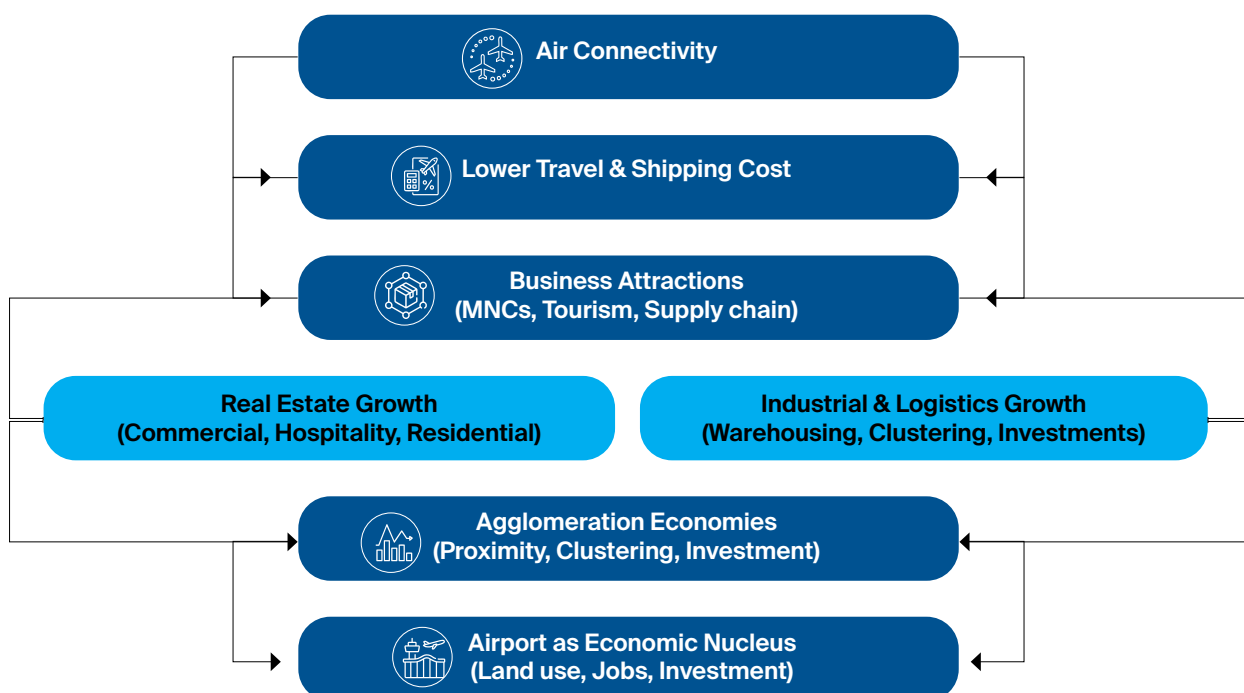 Air Connectivity
Lower Travel & Shipping Cost
%
Business Attractions
(MNCs, Tourism, Supply chain)
Real Estate Growth
(Commercial, Hospitality, Residential)
Industrial & Logistics Growth
(Warehousing, Clustering, Investments)
Agglomeration Economies
(Proximity, Clustering, Investment)
Airport as Economic Nucleus
(Land use, Jobs, Investment)